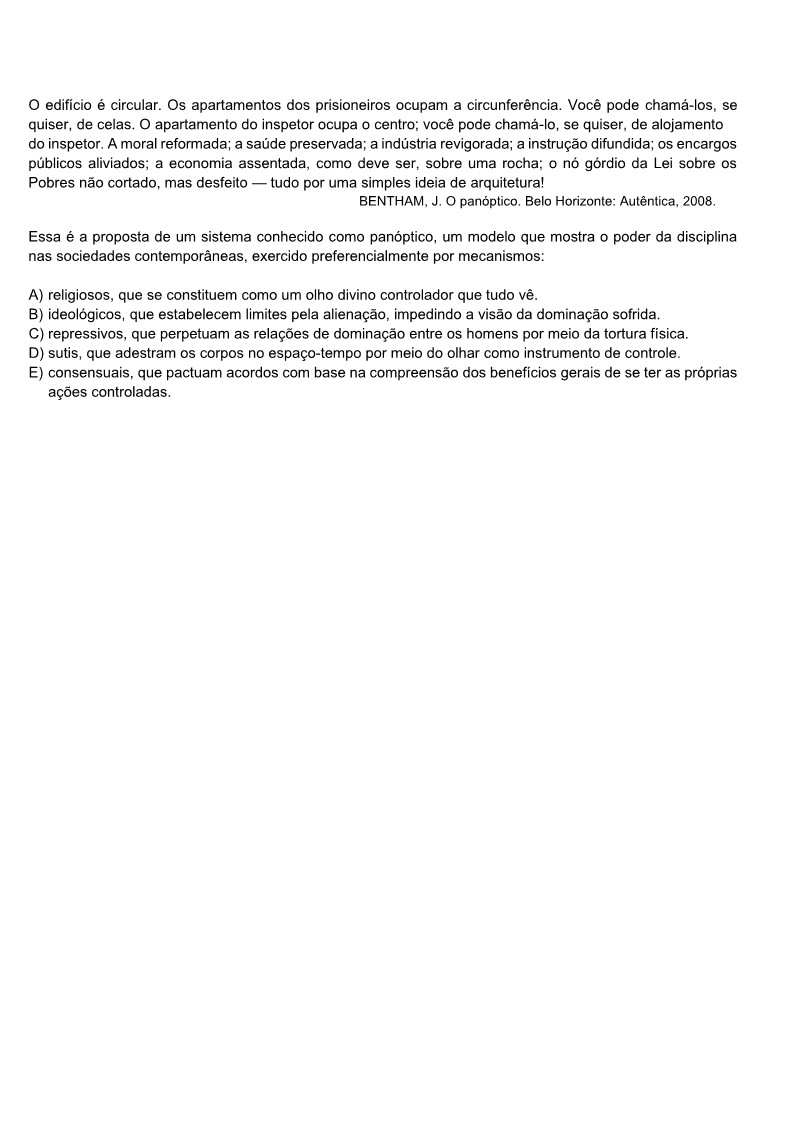 O edifício é circular. Os apartamentos dos prisioneiros ocupam a circunferência. Você pode chamá-los, se
quiser, de celas. O apartamento do inspetor ocupa o centro; você pode chamá-lo, se quiser, de alojamento
do inspetor. A moral reformada; a saúde preservada; a indústria revigorada; a instrução difundida; os encargos
públicos aliviados; a economia assentada, como deve ser, sobre uma rocha; o nó górdio da Lei sobre os
Pobres não cortado, mas desfeito — tudo por uma simples ideia de arquitetura!
BENTHAM, J. O panóptico. Belo Horizonte: Autêntica, 2008.
Essa é a proposta de um sistema conhecido como panóptico, um modelo que mostra o poder da disciplina
nas sociedades contemporâneas, exercido preferencialmente por mecanismos:
A) religiosos, que se constituem como um olho divino controlador que tudo vê.
B) ideológicos, que estabelecem limites pela alienação, impedindo a visão da dominação sofrida.
C) repressivos, que perpetuam as relações de dominação entre os homens por meio da tortura física.
D) sutis, que adestram os corpos no espaço-tempo por meio do olhar como instrumento de controle.
E) consensuais, que pactuam acordos com base na compreensão dos benefícios gerais de se ter as próprias
ações controladas.